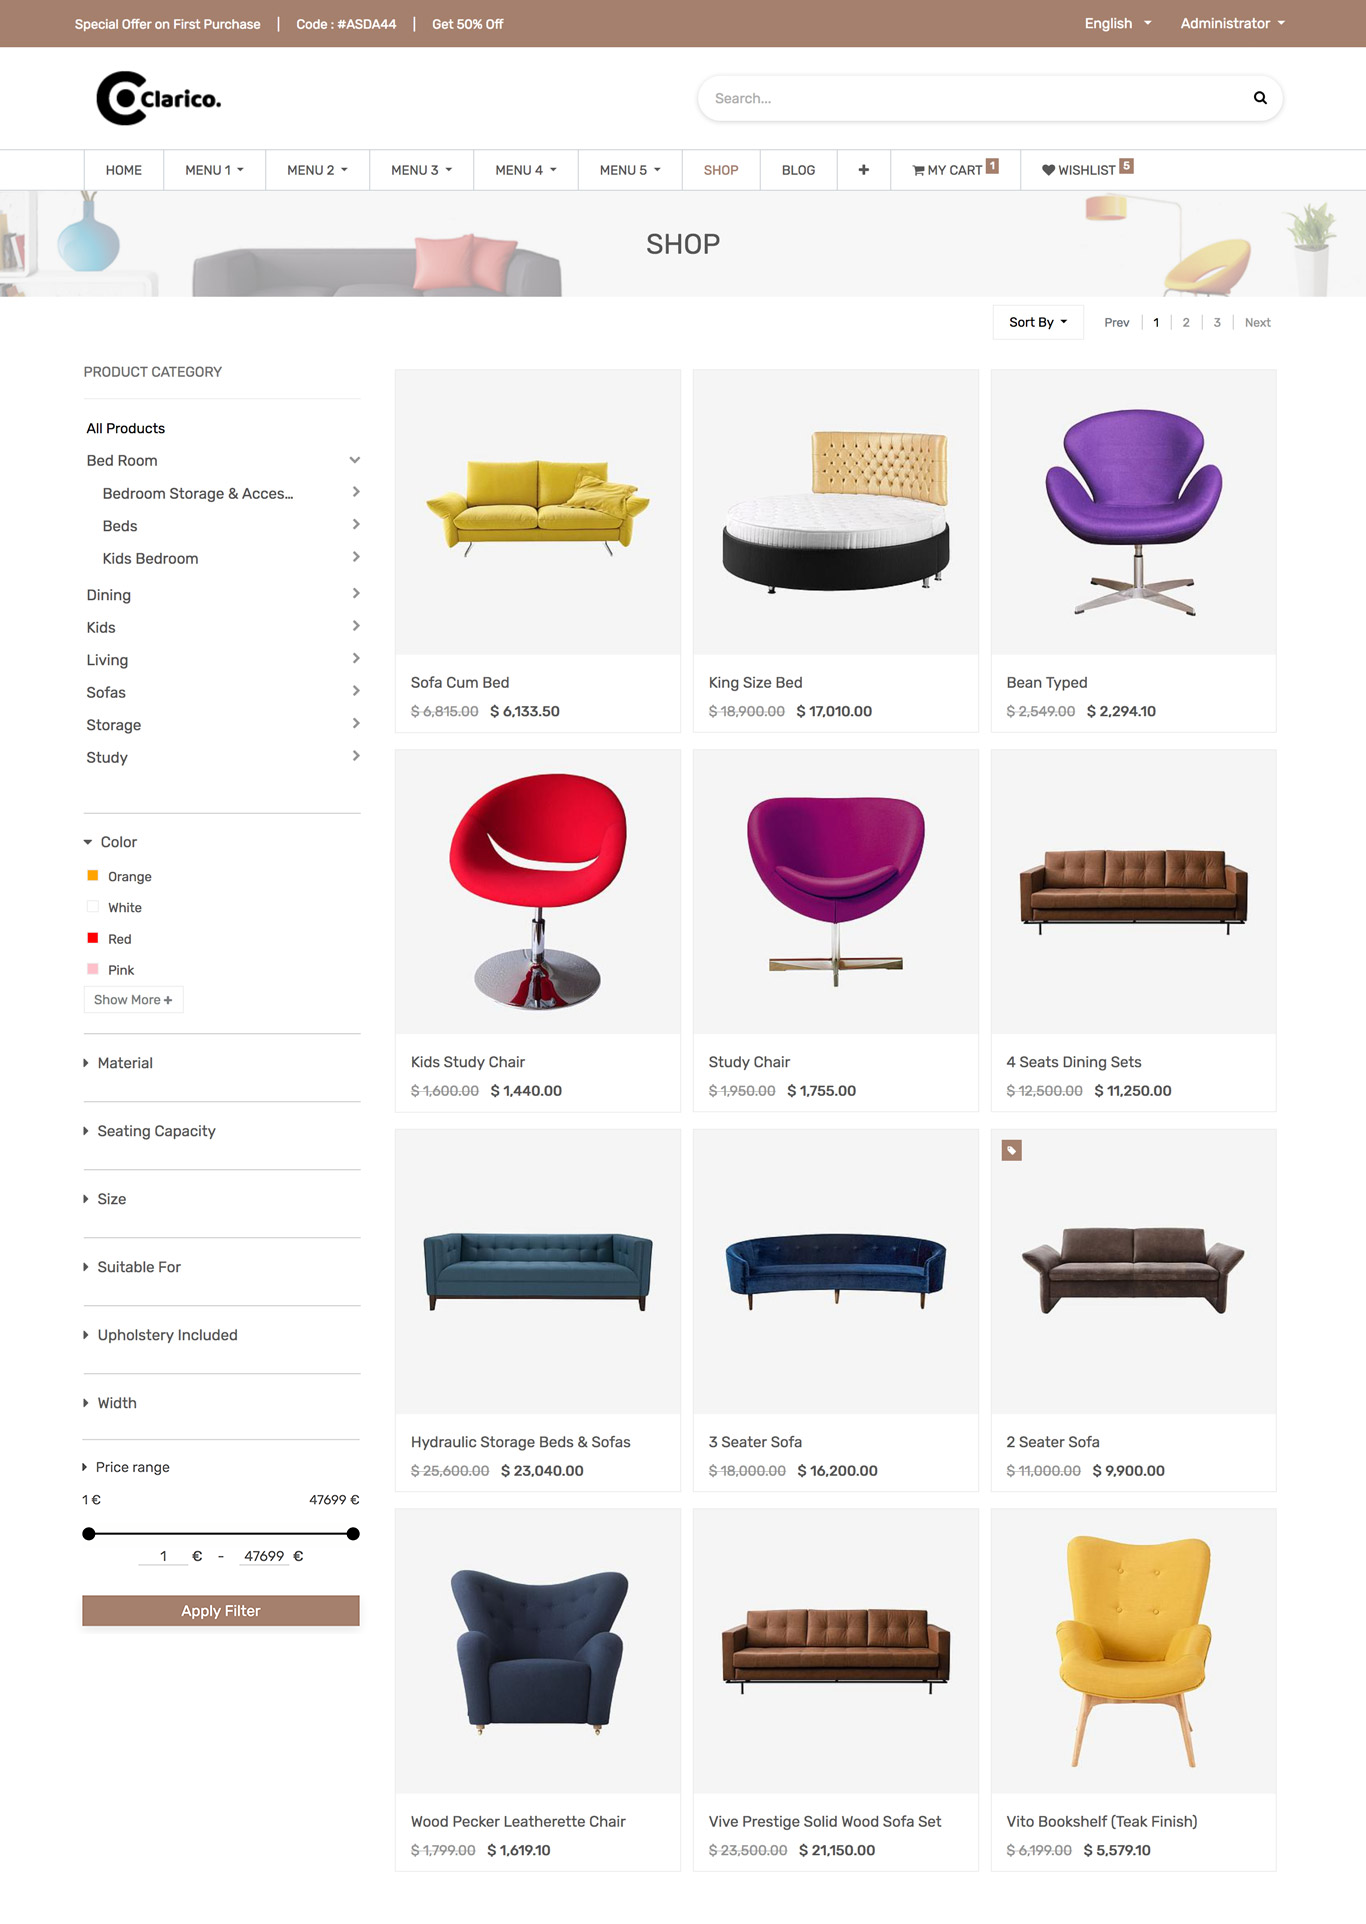 Special Offer on First Purchase | Code : #ASDA44 | Get 50% Off English Administrator
Clarico.
Search...
HOME MENU 1 MENU 2 MENU 3 MENU 4 MENU 5 SHOP BLOG + MY CART 1 WISHLIST 5
SHOP
Sort By Prev 1 2 3 Next
PRODUCT CATEGORY
All Products
Bed Room
Bedroom Storage & Acces...
Beds
Kids Bedroom
Dining
Kids
Living
Sofas
Storage
Study
Color
Orange
White
Red
Pink
Show More +
Material
Seating Capacity
Size
Suitable For
Upholstery Included
Width
Price range
1 € 47699 €
1 € - 47699 €
Apply Filter
Sofa Cum Bed
$ 6,815.00 $ 6,133.50
King Size Bed
$ 18,900.00 $ 17,010.00
Bean Typed
$ 2,549.00 $ 2,294.10
Kids Study Chair
$ 1,600.00 $ 1,440.00
Study Chair
$ 1,950.00 $ 1,755.00
4 Seats Dining Sets
$ 12,500.00 $ 11,250.00
Hydraulic Storage Beds & Sofas
$ 25,600.00 $ 23,040.00
3 Seater Sofa
$ 18,000.00 $ 16,200.00
2 Seater Sofa
$ 11,000.00 $ 9,900.00
Wood Pecker Leatherette Chair
$ 1,799.00 $ 1,619.10
Vive Prestige Solid Wood Sofa Set
$ 23,500.00 $ 21,150.00
Vito Bookshelf (Teak Finish)
$ 6,199.00 $ 5,579.10